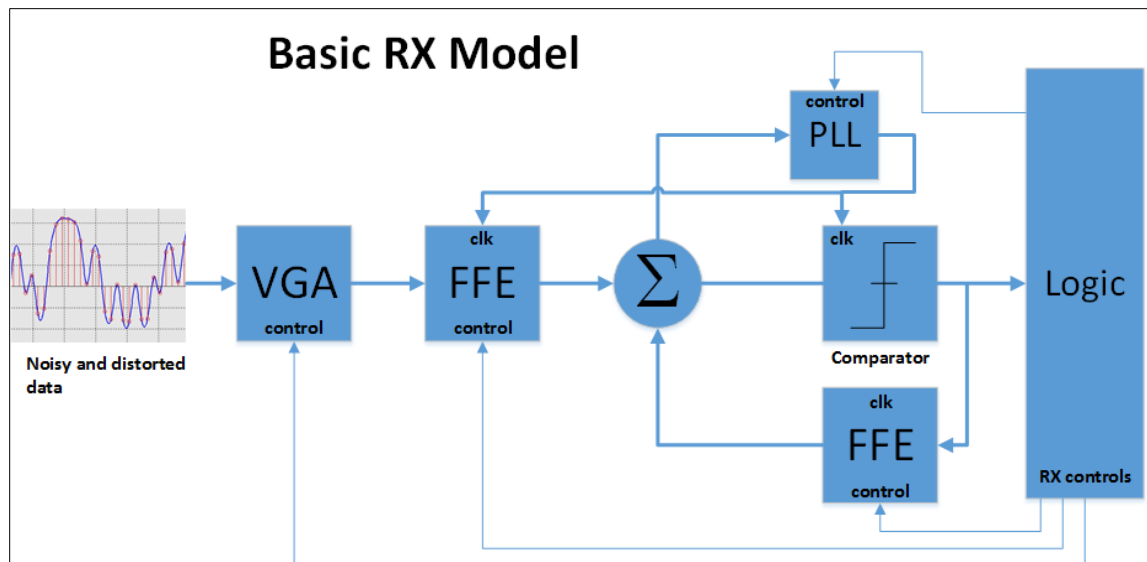 Basic RX Model
control
PLL
clk
FFE
control
VGA
control
Σ
clk
Comparator
Logic
RX controls
Noisy and distorted
data
clk
FFE
control